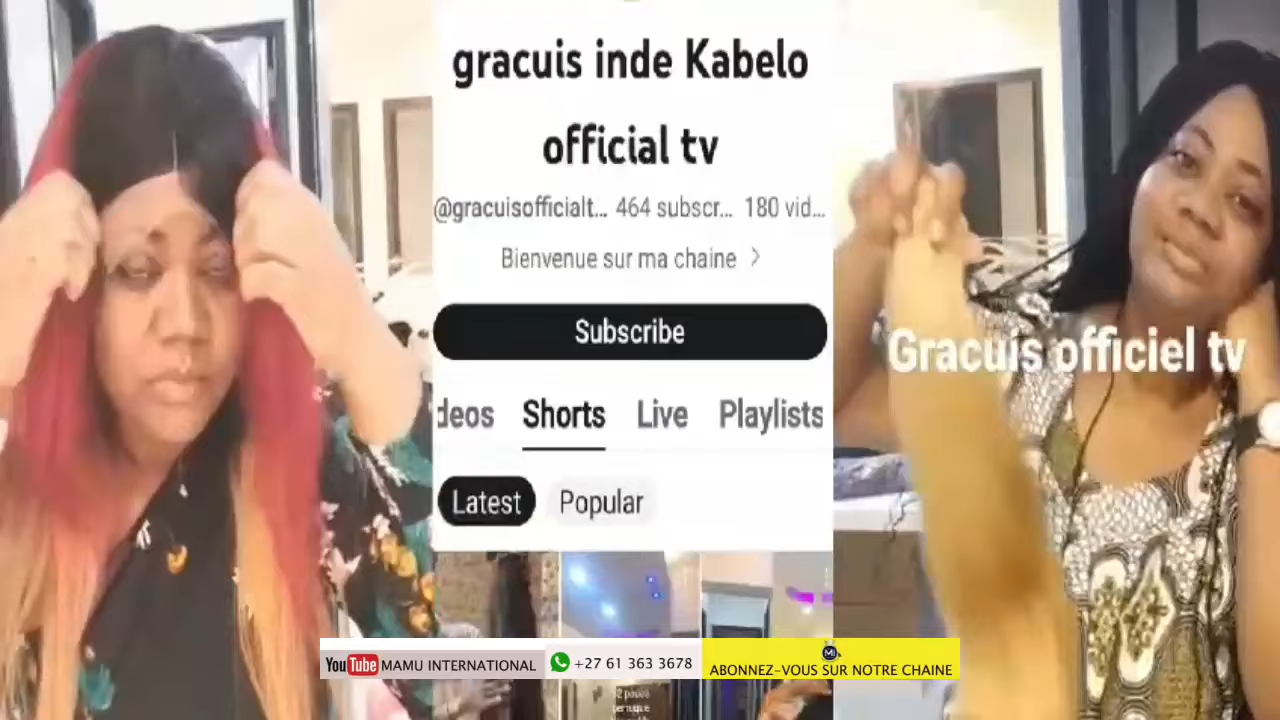 gracuis inde Kabelo
official tv
@gracuisofficialt... 464 subscr... 180 vid...
Bienvenue sur ma chaine
Subscribe
deos Shorts Live Playlists
Latest Popular
Gracuis officiel tv
YouTube MAMU INTERNATIONAL +27 61 363 3678 ABONNEZ-VOUS SUR NOTRE CHAINE